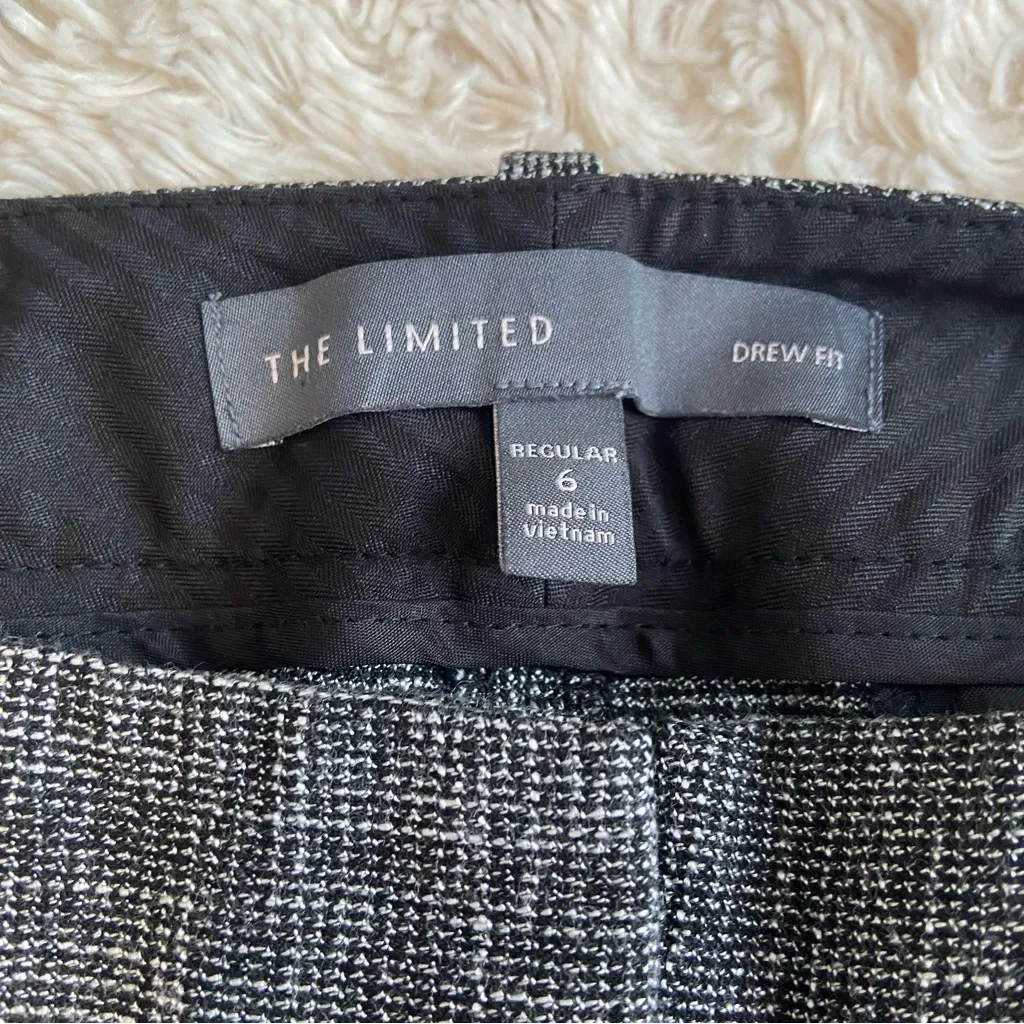 THE LIMITED
DREW FIT
REGULAR
6
made in
vietnam